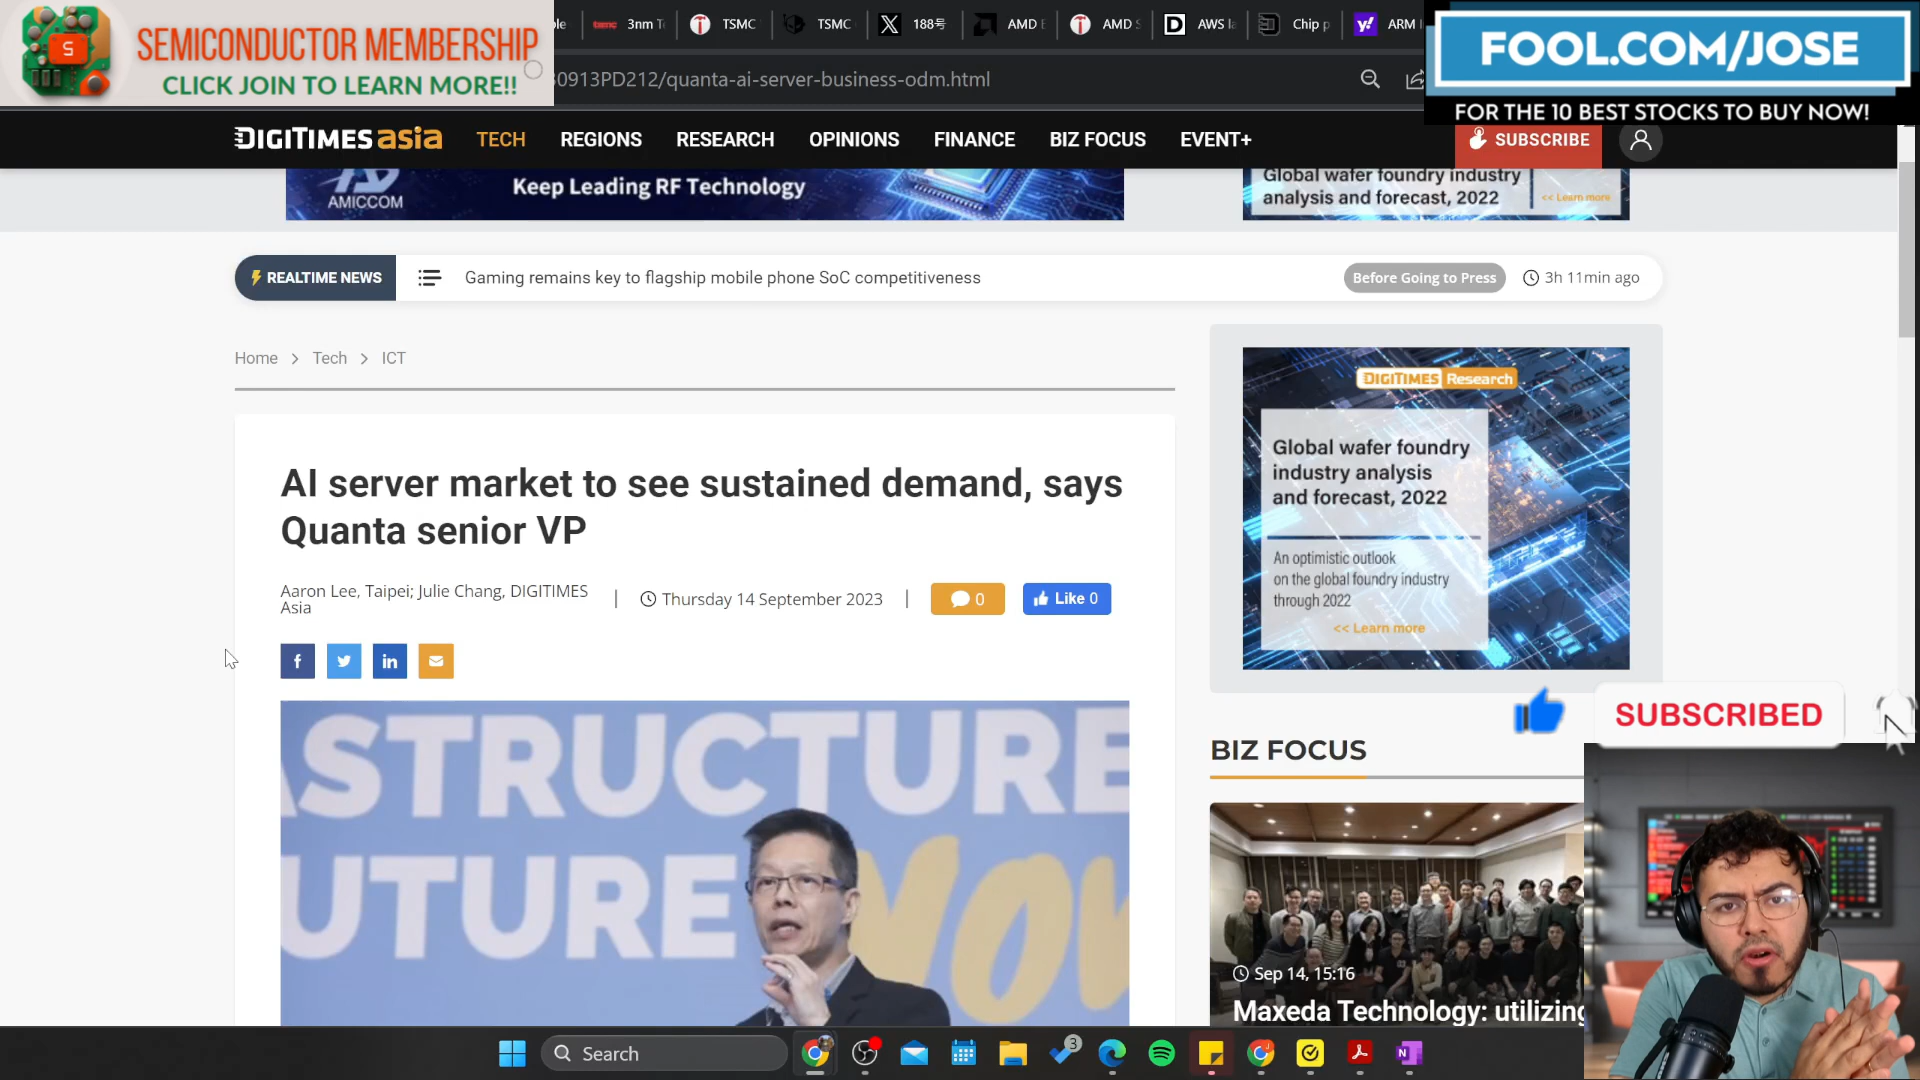 SEMICONDUCTOR MEMBERSHIP
CLICK JOIN TO LEARN MORE!!
S
3nm T
TSMC
TSMC
188号
AMD
AMD S
AWS la
Chip p
ARM
FOOL.COM/JOSE
FOR THE 10 BEST STOCKS TO BUY NOW!
0913PD212/quanta-ai-server-business-odm.html
DIGITIMES asia
TECH
REGIONS
RESEARCH
OPINIONS
FINANCE
BIZ FOCUS
EVENT+
SUBSCRIBE
AMICCOM
Keep Leading RF Technology
Global wafer foundry industry
analysis and forecast, 2022
<< Learn more
REALTIME NEWS
Gaming remains key to flagship mobile phone SoC competitiveness
Before Going to Press
3h 11min ago
Home > Tech > ICT
AI server market to see sustained demand, says
Quanta senior VP
Aaron Lee, Taipei; Julie Chang, DIGITIMES
Asia
| Thursday 14 September 2023 |
0
Like 0
f
in
ASTRUCTURE
UTURE
NOW
DIGITIMES Research
Global wafer foundry
industry analysis
and forecast, 2022
An optimistic outlook
on the global foundry industry
through 2022
<< Learn more
SUBSCRIBED
BIZ FOCUS
Sep 14, 15:16
Maxeda Technology: utilizing
Search
3